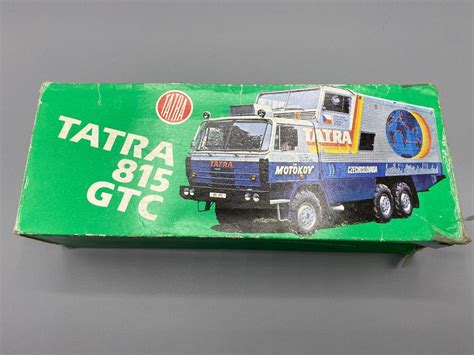 TATRA
TATRA
815
GTC
TATRA
TATRA
MOTOKOV
CZECHOSLOVAKIA